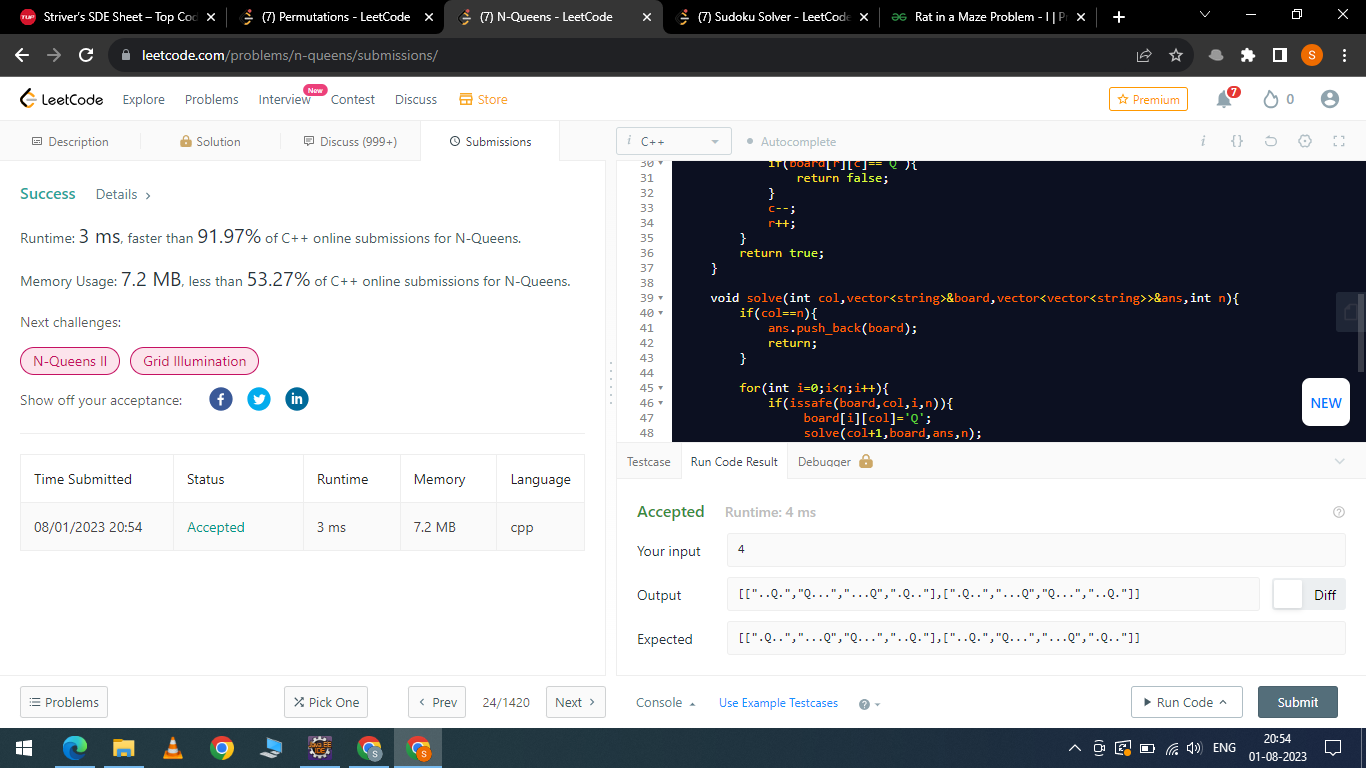 Striver's SDE Sheet – Top Cod
(7) Permutations - LeetCode
(7) N-Queens - LeetCode
(7) Sudoku Solver - LeetCode
Rat in a Maze Problem - I | P
leetcode.com/problems/n-queens/submissions/
S
LeetCode
Explore
Problems
Interview
New
Contest
Discuss
Store
Premium
7
0
Description
Solution
Discuss (999+)
Submissions
i C++
Autocomplete
i {}
Success
Details
Runtime: 3 ms, faster than 91.97% of C++ online submissions for N-Queens.
Memory Usage: 7.2 MB, less than 53.27% of C++ online submissions for N-Queens.
Next challenges:
N-Queens II
Grid Illumination
Show off your acceptance:
Time Submitted Status Runtime Memory Language
08/01/2023 20:54 Accepted 3 ms 7.2 MB cpp
30 if(board[r][c]=='Q'){
31 return false;
32 }
33 c--;
34 r++;
35 }
36 return true;
37 }
38
39 void solve(int col,vector<string>&board,vector<vector<string>>&ans,int n){
40 if(col==n){
41 ans.push_back(board);
42 return;
43 }
44
45 for(int i=0;i<n;i++){
46 if(issafe(board,col,i,n)){
47 board[i][col]='Q';
48 solve(col+1,board,ans,n);
NEW
Testcase
Run Code Result
Debugger
Accepted
Runtime: 4 ms
Your input
4
Output
[["..Q.","Q...","...Q",".Q.."],[".Q..","...Q","Q...","..Q."]]
Diff
Expected
[[".Q..","...Q","Q...","..Q."],["..Q.","Q...","...Q",".Q.."]]
Problems
Pick One
Prev
24/1420
Next
Console
Use Example Testcases
Run Code
Submit
Java EE
IDE
S
S
ENG
20:54
01-08-2023